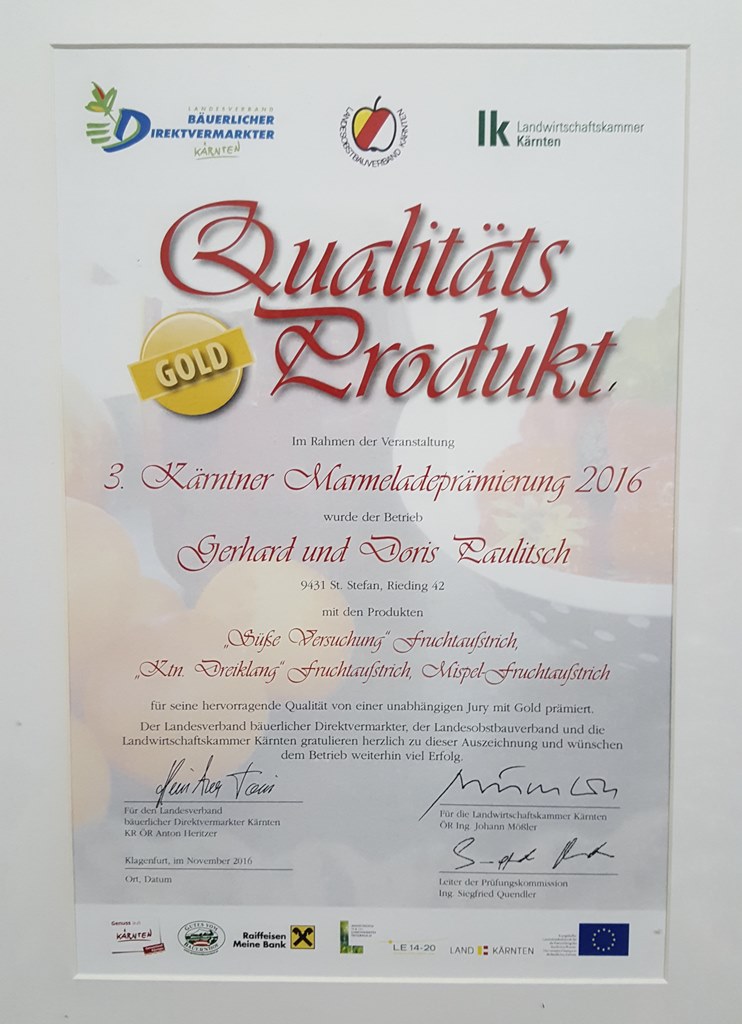 LANDESVERBAND
BÄUERLICHER
DIREKTVERMARKTER
KÄRNTEN
LANDESOBSTBAUVERBAND KÄRNTEN
lk Landwirtschaftskammer
Kärnten
Qualitäts
Produkt
GOLD
Im Rahmen der Veranstaltung
3. Kärntner Marmeladeprämierung 2016
wurde der Betrieb
Gerhard und Doris Paulitsch
9431 St. Stefan, Rieding 42
mit den Produkten
„Süße Versuchung“ Fruchtaufstrich,
„Ktn. Dreiklang“ Fruchtaufstrich, Mispel-Fruchtaufstrich
für seine hervorragende Qualität von einer unabhängigen Jury mit Gold prämiert.
Der Landesverband bäuerlicher Direktvermarkter, der Landesobstbauverband und die
Landwirtschaftskammer Kärnten gratulieren herzlich zu dieser Auszeichnung und wünschen
dem Betrieb weiterhin viel Erfolg.
Für den Landesverband
bäuerlicher Direktvermarkter Kärnten
KR ÖR Anton Heritzer
Für die Landwirtschaftskammer Kärnten
ÖR Ing. Johann Mößler
Klagenfurt, im November 2016
Ort, Datum
Leiter der Prüfungskommission
Ing. Siegfried Quendler
Genuss aus
KÄRNTEN
GUTES VOM
BAUERNHOF
Raiffeisen
Meine Bank
LE 14-20
LAND KÄRNTEN